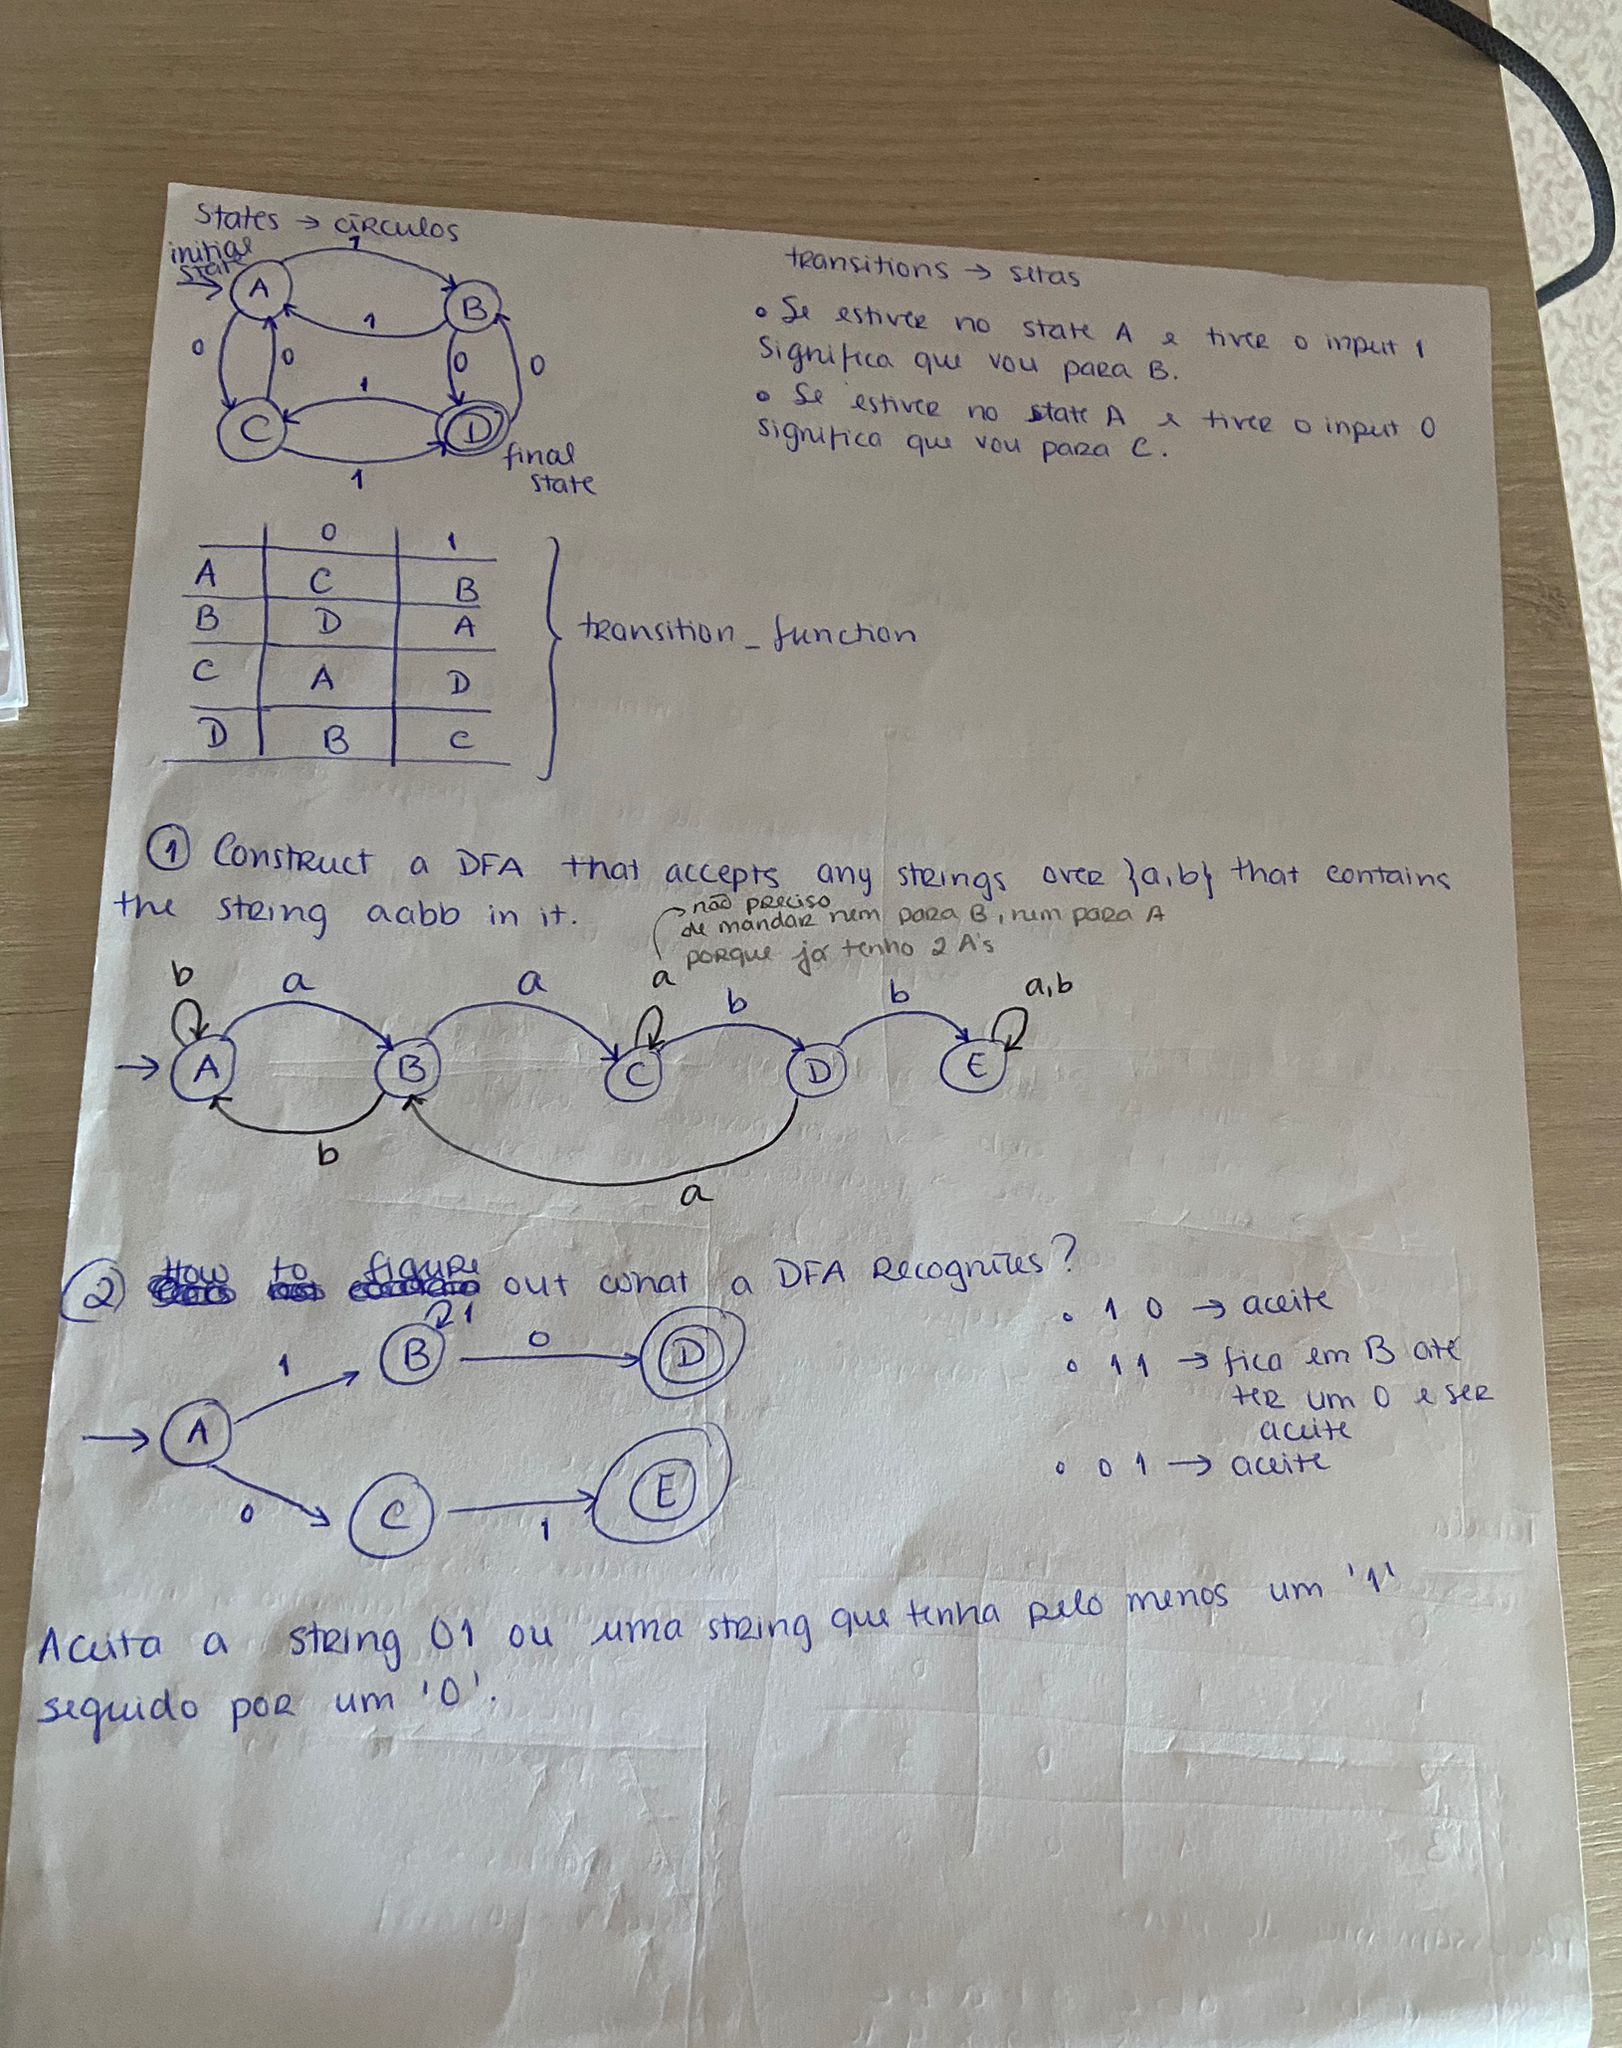 States → círculos
initial
state
1
A
B
1
0
0
0
0
1
C
D
1
final
state
transitions → setas
• Se estiver no state A e tiver o input 1
significa que vou para B.
• Se estiver no state A e tiver o input 0
significa que vou para C.
0 1
A C B
B D A
C A D
D B C
transition_function
① Construct a DFA that accepts any strings over {a,b} that contains
the string aabb in it.
→ não preciso
de mandar nem para B, nem para A
porque já tenho 2 A's
b a a a b b a,b
A B C D E
b
a
② How to figure out what a DFA recognizes?
1
B
0
D
1
A
0
C
1
E
• 1 0 → aceite
• 1 1 → fica em B até
ter um 0 e ser
aceite
• 0 1 → aceite
Aceita a string 01 ou uma string que tenha pelo menos um '1'
seguido por um '0'.